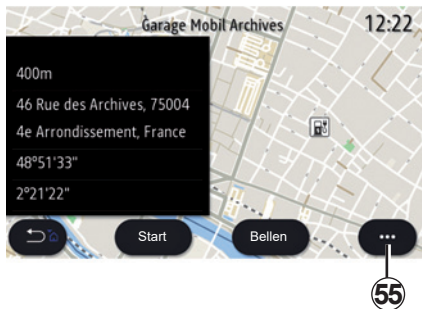 Garage Mobil Archives
12:22
400m
46 Rue des Archives, 75004
4e Arrondissement, France
48°51'33"
2°21'22"
Start
Bellen
...
55